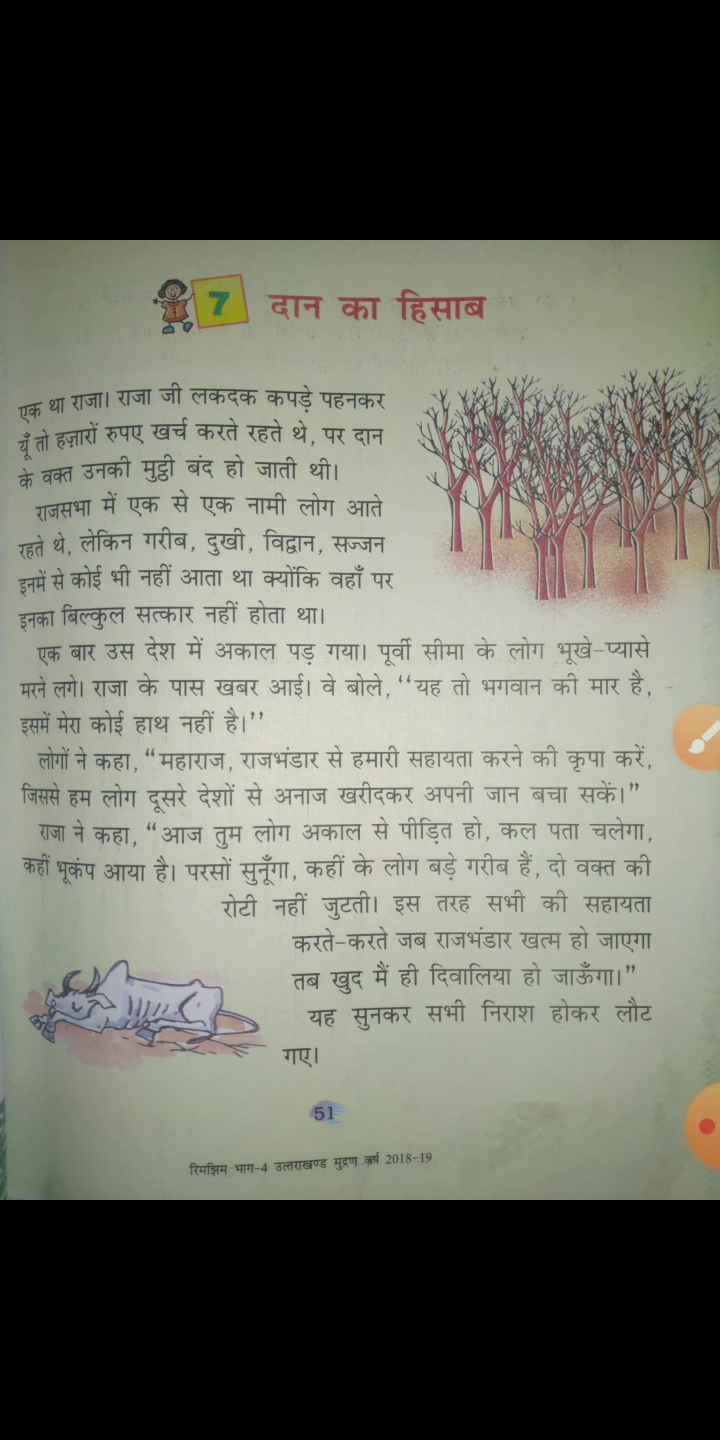 7 दान का हिसाब
एक था राजा। राजा जी लकदक कपड़े पहनकर
यूँ तो हज़ारों रुपए खर्च करते रहते थे, पर दान
के वक्त उनकी मुट्ठी बंद हो जाती थी।
राजसभा में एक से एक नामी लोग आते
रहते थे, लेकिन गरीब, दुखी, विद्वान, सज्जन
इनमें से कोई भी नहीं आता था क्योंकि वहाँ पर
इनका बिल्कुल सत्कार नहीं होता था।
एक बार उस देश में अकाल पड़ गया। पूर्वी सीमा के लोग भूखे-प्यासे
मरने लगे। राजा के पास खबर आई। वे बोले, ‘‘यह तो भगवान की मार है,
इसमें मेरा कोई हाथ नहीं है।’’
लोगों ने कहा, “महाराज, राजभंडार से हमारी सहायता करने की कृपा करें,
जिससे हम लोग दूसरे देशों से अनाज खरीदकर अपनी जान बचा सकें।”
राजा ने कहा, “आज तुम लोग अकाल से पीड़ित हो, कल पता चलेगा,
कहीं भूकंप आया है। परसों सुनूँगा, कहीं के लोग बड़े गरीब हैं, दो वक्त की
रोटी नहीं जुटती। इस तरह सभी की सहायता
करते-करते जब राजभंडार खत्म हो जाएगा
तब खुद मैं ही दिवालिया हो जाऊँगा।”
यह सुनकर सभी निराश होकर लौट
गए।
51
रिमझिम भाग-4 उत्तराखण्ड मुद्रण वर्ष 2018-19